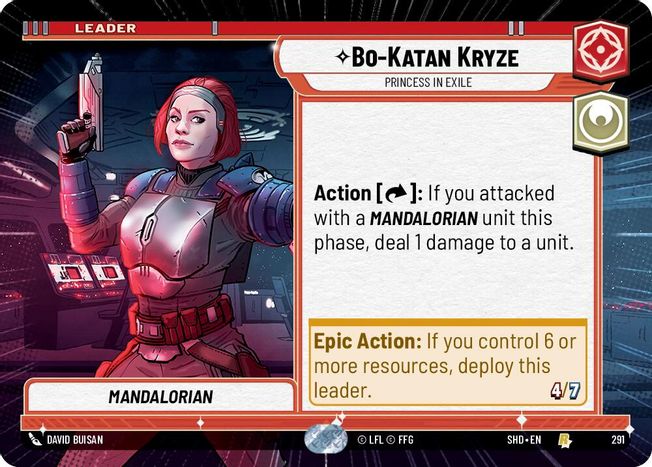 LEADER
BO-KATAN KRYZE
PRINCESS IN EXILE
Action [ ]: If you attacked
with a MANDALORIAN unit this
phase, deal 1 damage to a unit.
Epic Action: If you control 6 or
more resources, deploy this
leader.
4/7
MANDALORIAN
DAVID BUISAN
© LFL © FFG
SHD • EN
R
291